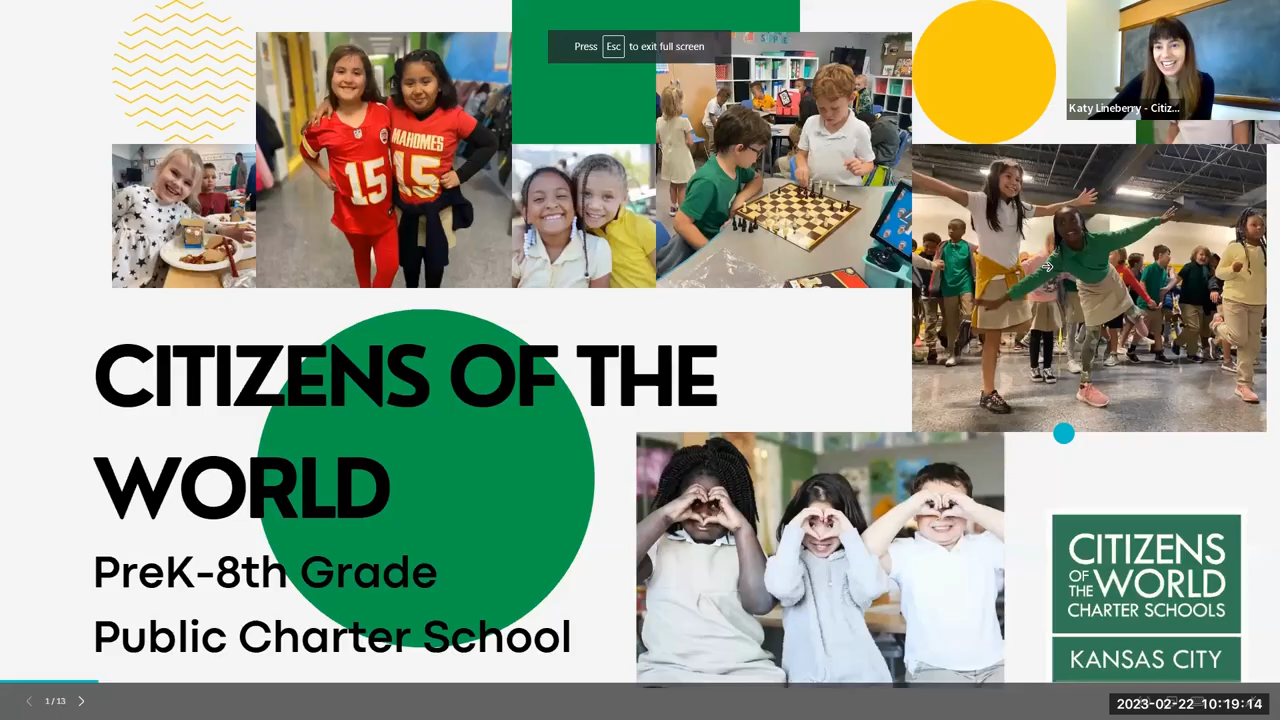 Press Esc to exit full screen
Katy Lineberry - Citiz...
MAHOMES
15
15
CITIZENS OF THE
WORLD
PreK-8th Grade
Public Charter School
CITIZENS
OF THE WORLD
CHARTER SCHOOLS
KANSAS CITY
1 / 13
2023-02-22 10:19:14